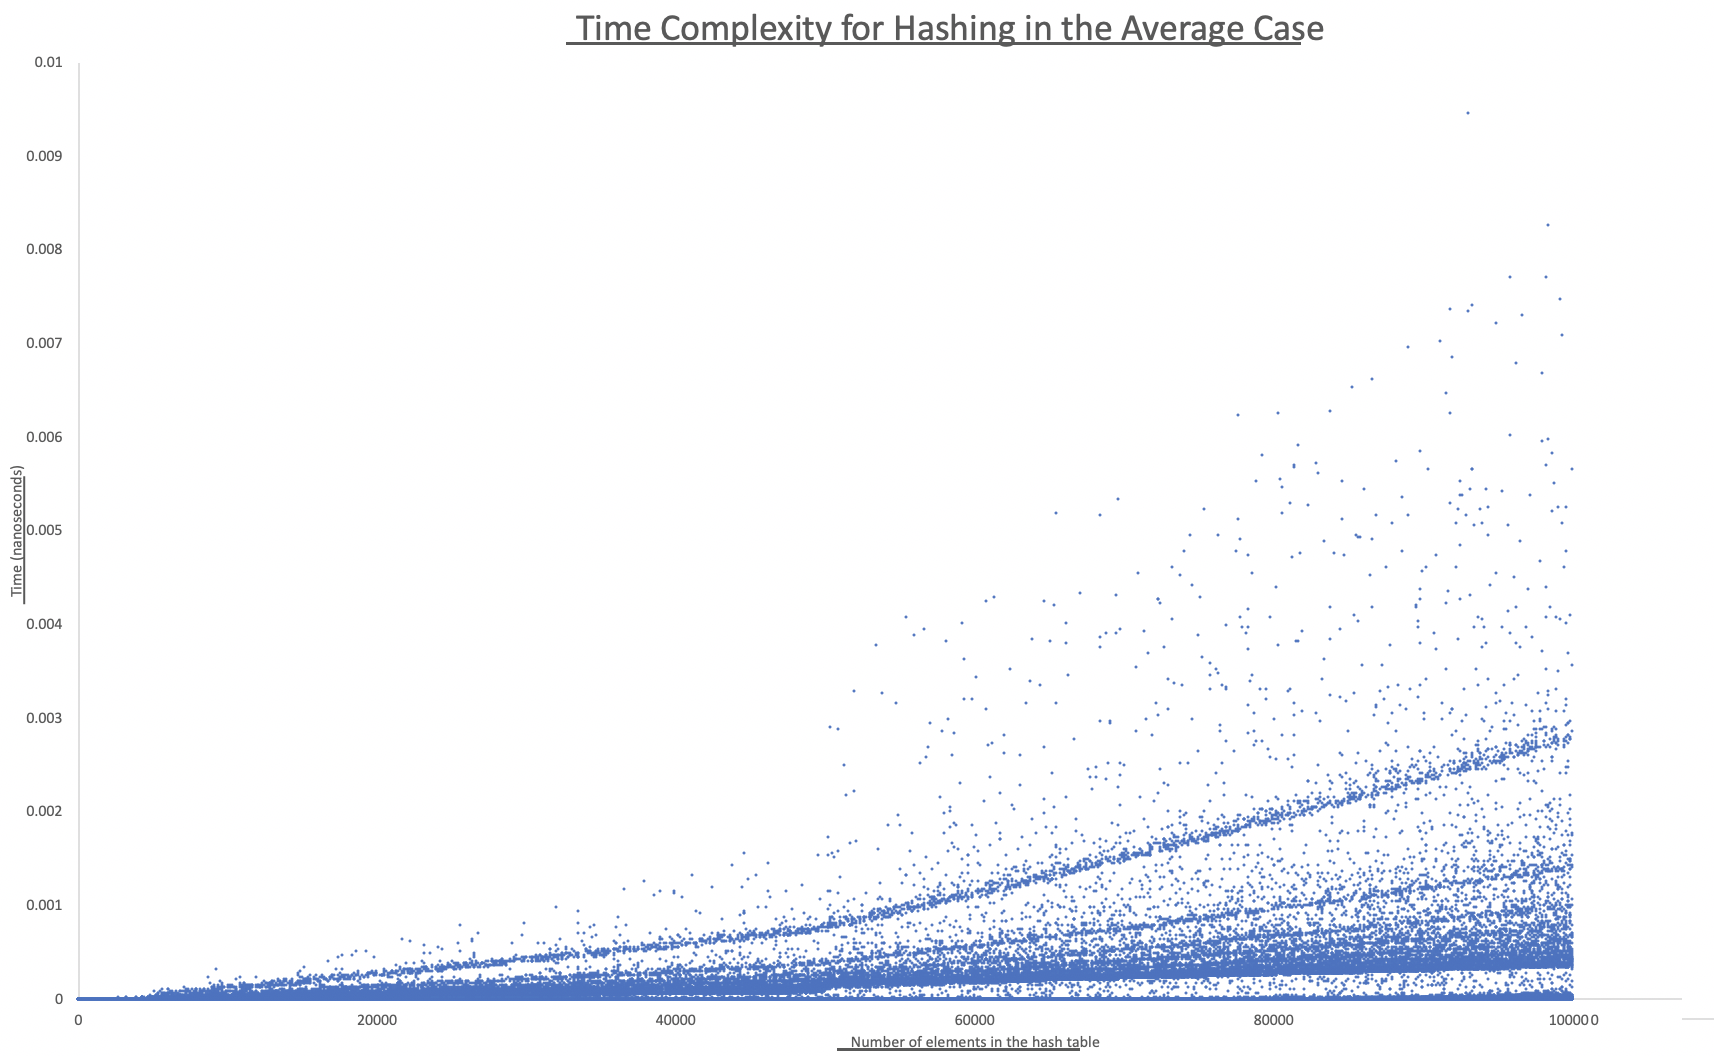 Time Complexity for Hashing in the Average Case
0.01
0.009
0.008
0.007
0.006
0.005
0.004
0.003
0.002
0.001
0
Time (nanoseconds)
0 20000 40000 60000 80000 100000
Number of elements in the hash table